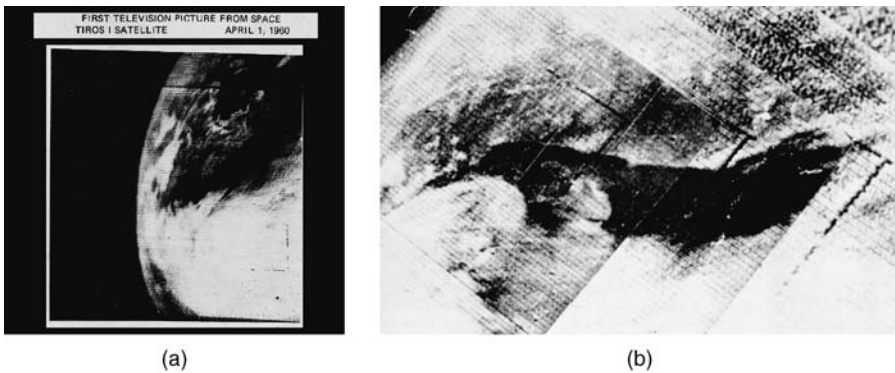 FIRST TELEVISION PICTURE FROM SPACE
TIROS I SATELLITE APRIL 1, 1960
(a)
(b)